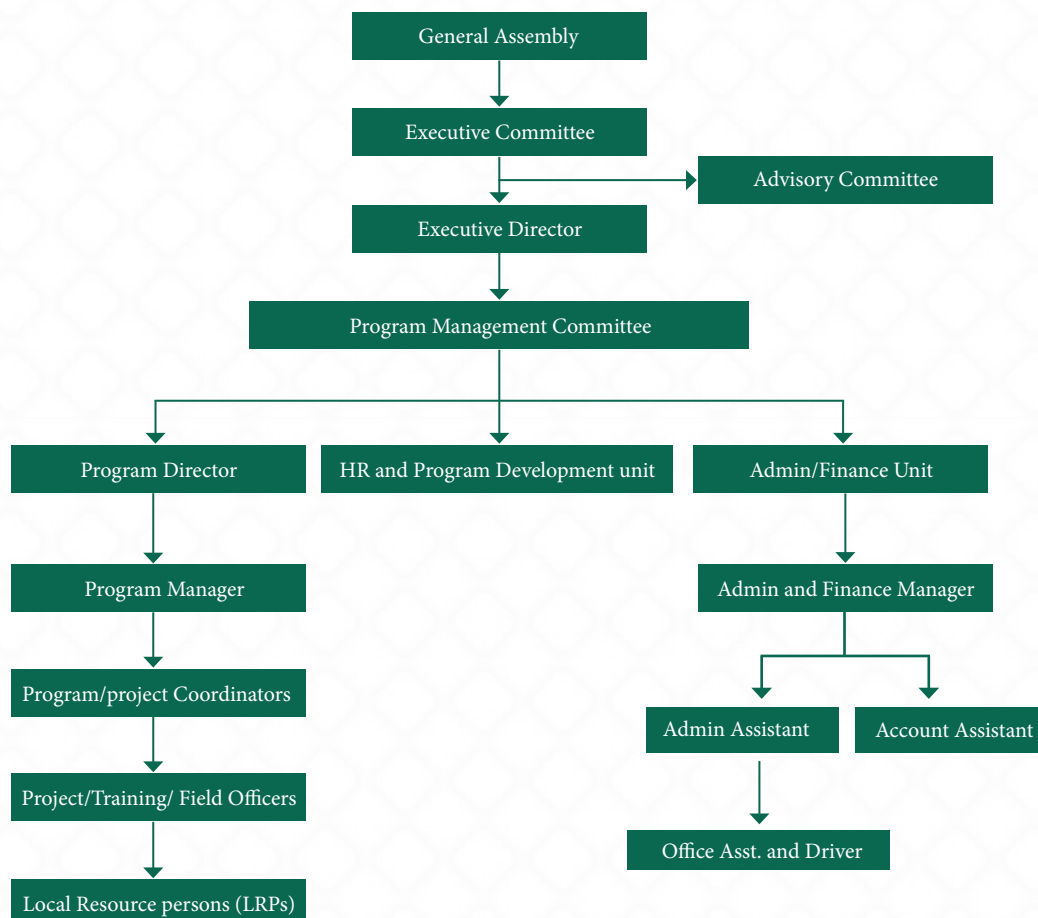 General Assembly
Executive Committee
Advisory Committee
Executive Director
Program Management Committee
Program Director
HR and Program Development unit
Admin/Finance Unit
Program Manager
Admin and Finance Manager
Program/project Coordinators
Admin Assistant
Account Assistant
Project/Training/ Field Officers
Office Asst. and Driver
Local Resource persons (LRPs)